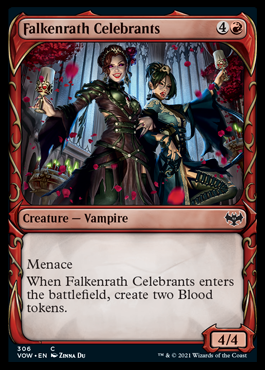 Falkenrath Celebrants 4
Creature — Vampire
Menace
When Falkenrath Celebrants enters
the battlefield, create two Blood
tokens.
4/4
306 C
VOW • EN Zinna Du
™ & © 2021 Wizards of the Coast